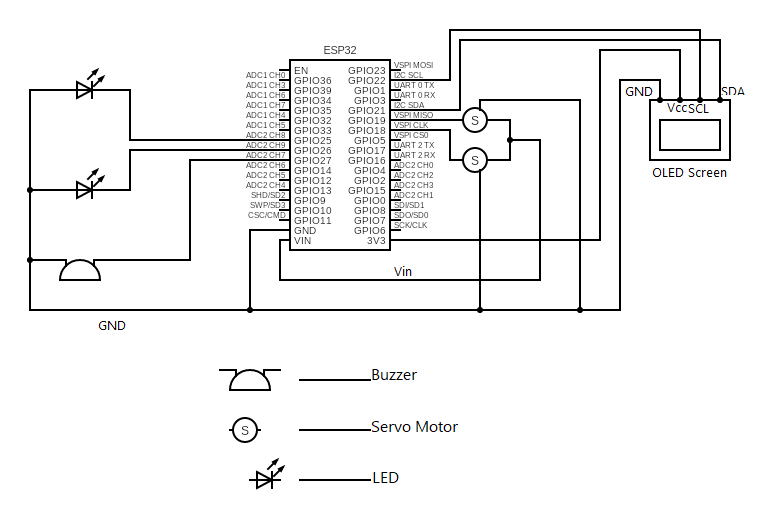 ESP32
VSPI MOSI
EN GPIO23
ADC1 CH0 GPIO36 GPIO22 I2C SCL
ADC1 CH3 GPIO39 GPIO1 UART 0 TX
ADC1 CH6 GPIO34 GPIO3 UART 0 RX
ADC1 CH7 GPIO35 GPIO21 I2C SDA
ADC1 CH4 GPIO32 GPIO19 VSPI MISO
ADC1 CH5 GPIO33 GPIO18 VSPI CLK
ADC2 CH8 GPIO25 GPIO5 VSPI CS0
ADC2 CH9 GPIO26 GPIO17 UART 2 TX
ADC2 CH7 GPIO27 GPIO16 UART 2 RX
ADC2 CH6 GPIO14 GPIO4 ADC2 CH0
ADC2 CH5 GPIO12 GPIO2 ADC2 CH2
ADC2 CH4 GPIO13 GPIO15 ADC2 CH3
SHD/SD2 GPIO9 GPIO0 ADC2 CH1
SWP/SD3 GPIO10 GPIO8 SDI/SD1
CSC/CMD GPIO11 GPIO7 SDO/SD0
GND GPIO6 SCK/CLK
VIN 3V3
S
S
GND Vcc SCL SDA
OLED Screen
Vin
GND
Buzzer
S Servo Motor
LED